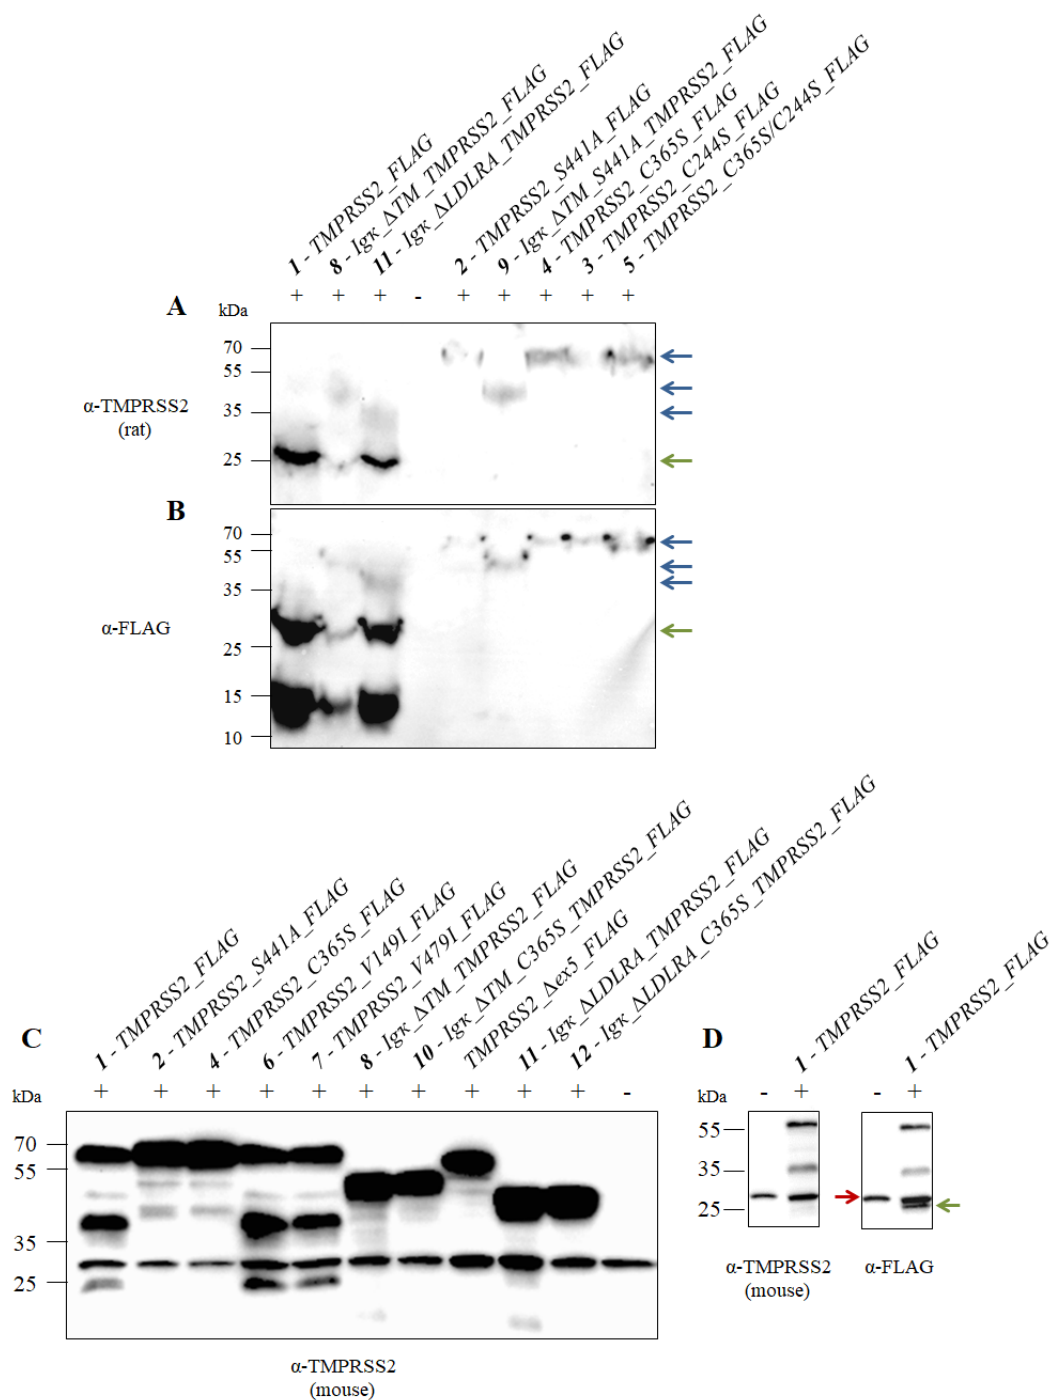 1 - TMPRSS2_FLAG
8 - Igκ_ΔTM_TMPRSS2_FLAG
11 - Igκ_ΔLDLRA_TMPRSS2_FLAG
2 - TMPRSS2_S441A_FLAG
9 - Igκ_ΔTM_S441A_TMPRSS2_FLAG
4 - TMPRSS2_C365S_FLAG
3 - TMPRSS2_C244S_FLAG
5 - TMPRSS2_C365S/C244S_FLAG
+ + + - + + + + +
A
kDa
70
55
35
25
α-TMPRSS2
(rat)
B
70
55
35
25
15
10
α-FLAG
1 - TMPRSS2_FLAG
2 - TMPRSS2_S441A_FLAG
4 - TMPRSS2_C365S_FLAG
6 - TMPRSS2_V149I_FLAG
7 - TMPRSS2_V479I_FLAG
8 - Igκ_ΔTM_TMPRSS2_FLAG
10 - Igκ_ΔTM_C365S_TMPRSS2_FLAG
TMPRSS2_Δex5_FLAG
11 - Igκ_ΔLDLRA_TMPRSS2_FLAG
12 - Igκ_ΔLDLRA_C365S_TMPRSS2_FLAG
C
kDa
+ + + + + + + + + + -
70
55
35
25
α-TMPRSS2
(mouse)
D
1 - TMPRSS2_FLAG
1 - TMPRSS2_FLAG
kDa
- + - +
55
35
25
α-TMPRSS2
(mouse)
α-FLAG